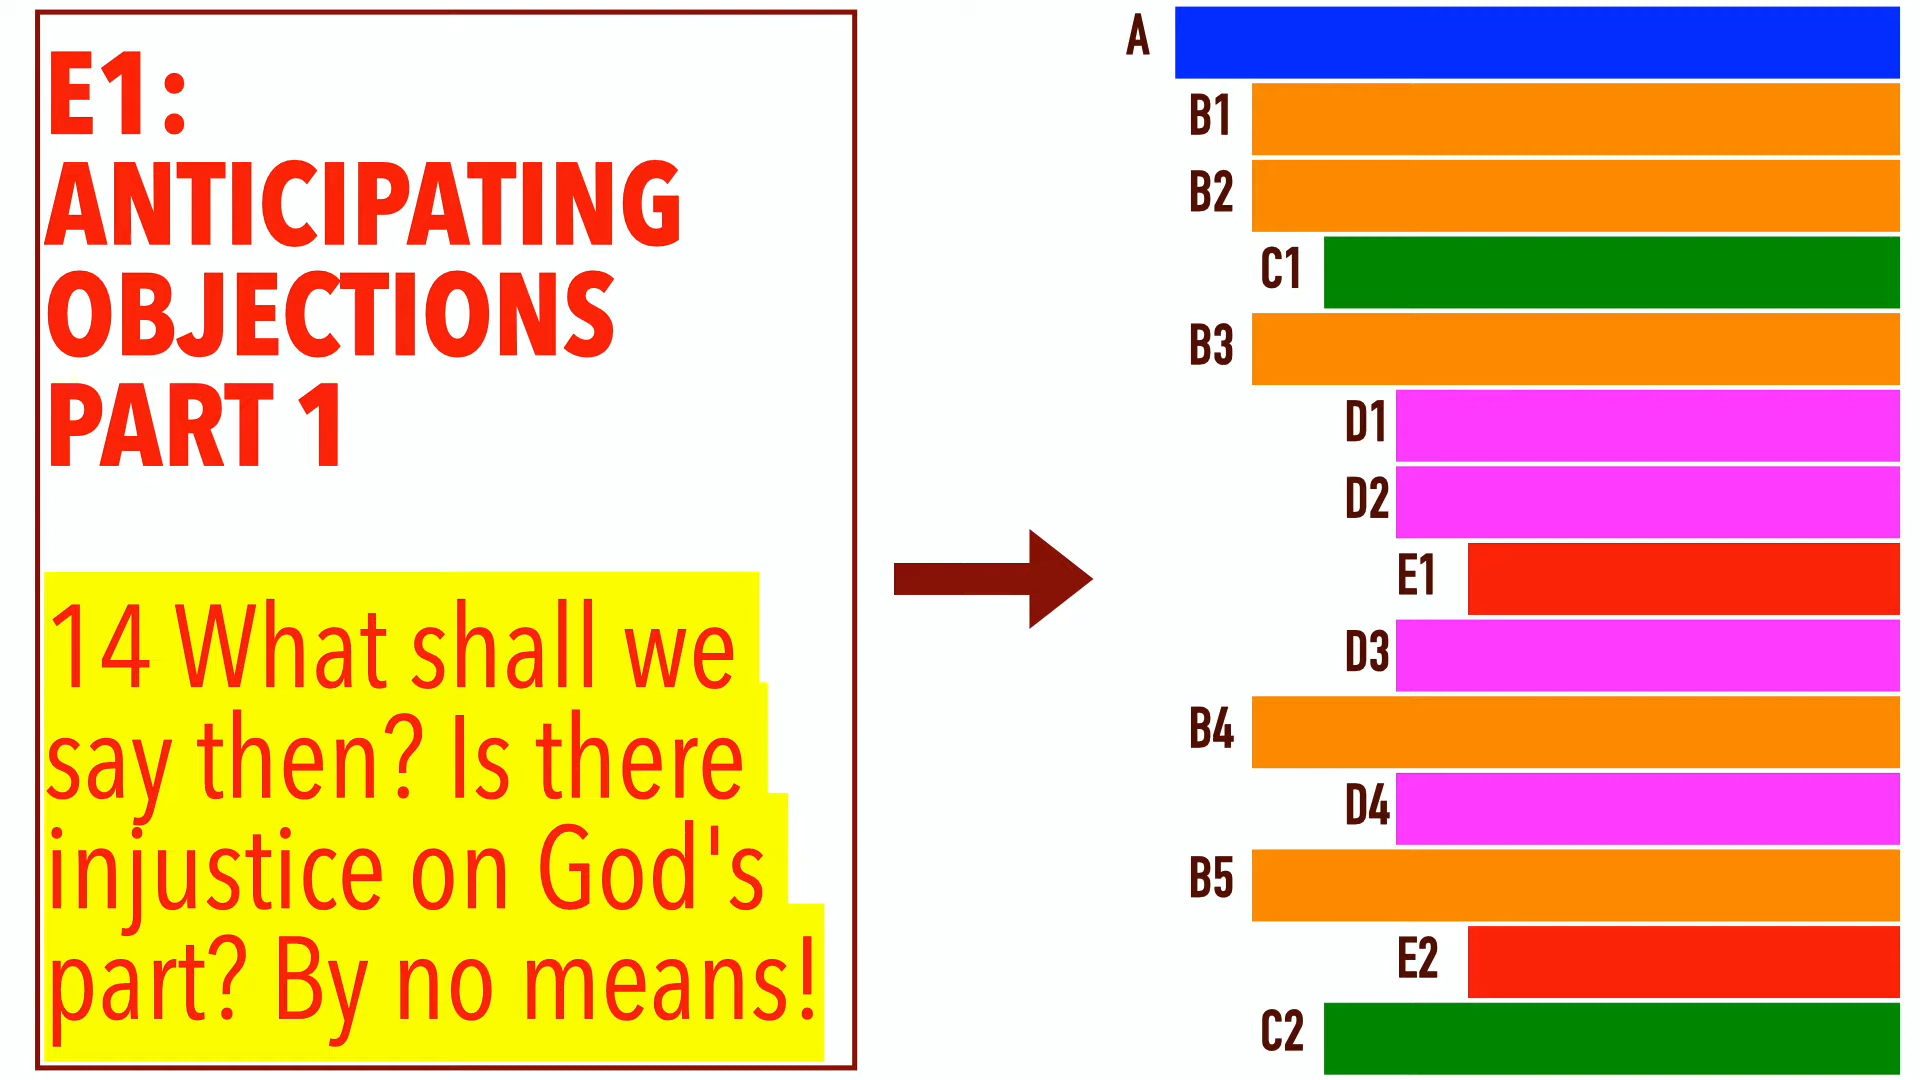 E1:
ANTICIPATING
OBJECTIONS
PART 1
14 What shall we
say then? Is there
injustice on God's
part? By no means!
A
B1
B2
C1
B3
D1
D2
E1
D3
B4
D4
B5
E2
C2